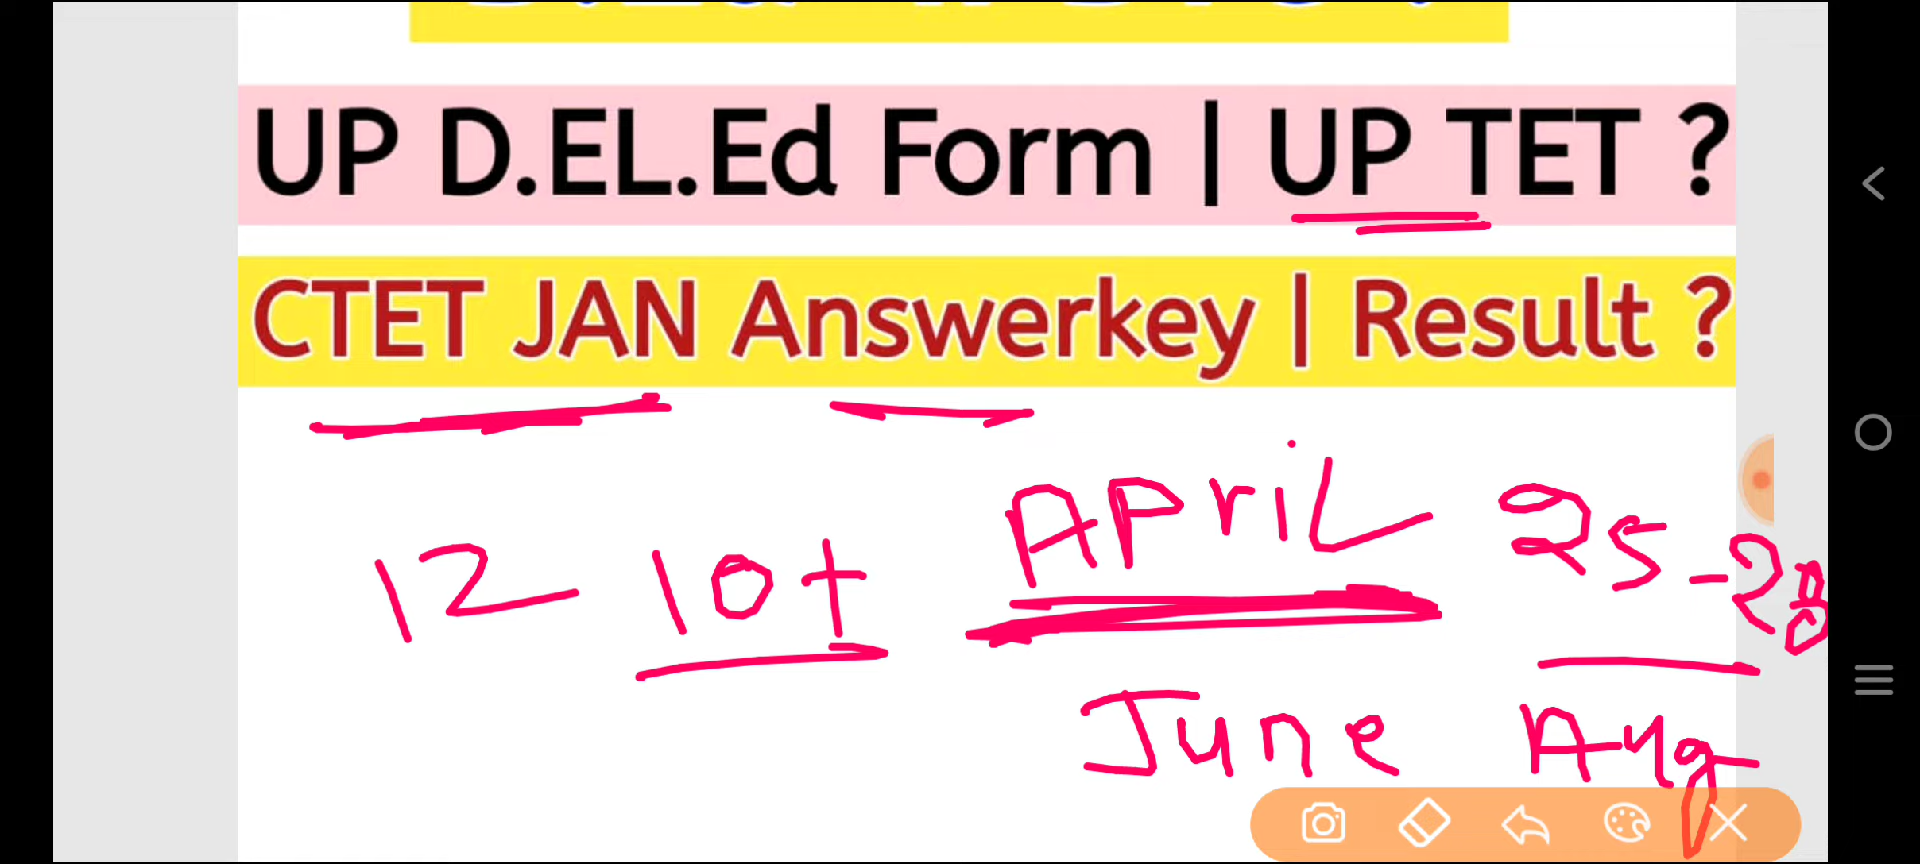 UP D.EL.Ed Form | UP TET ?
CTET JAN Answerkey | Result ?
12 10+ APriL 25-28
June Aug